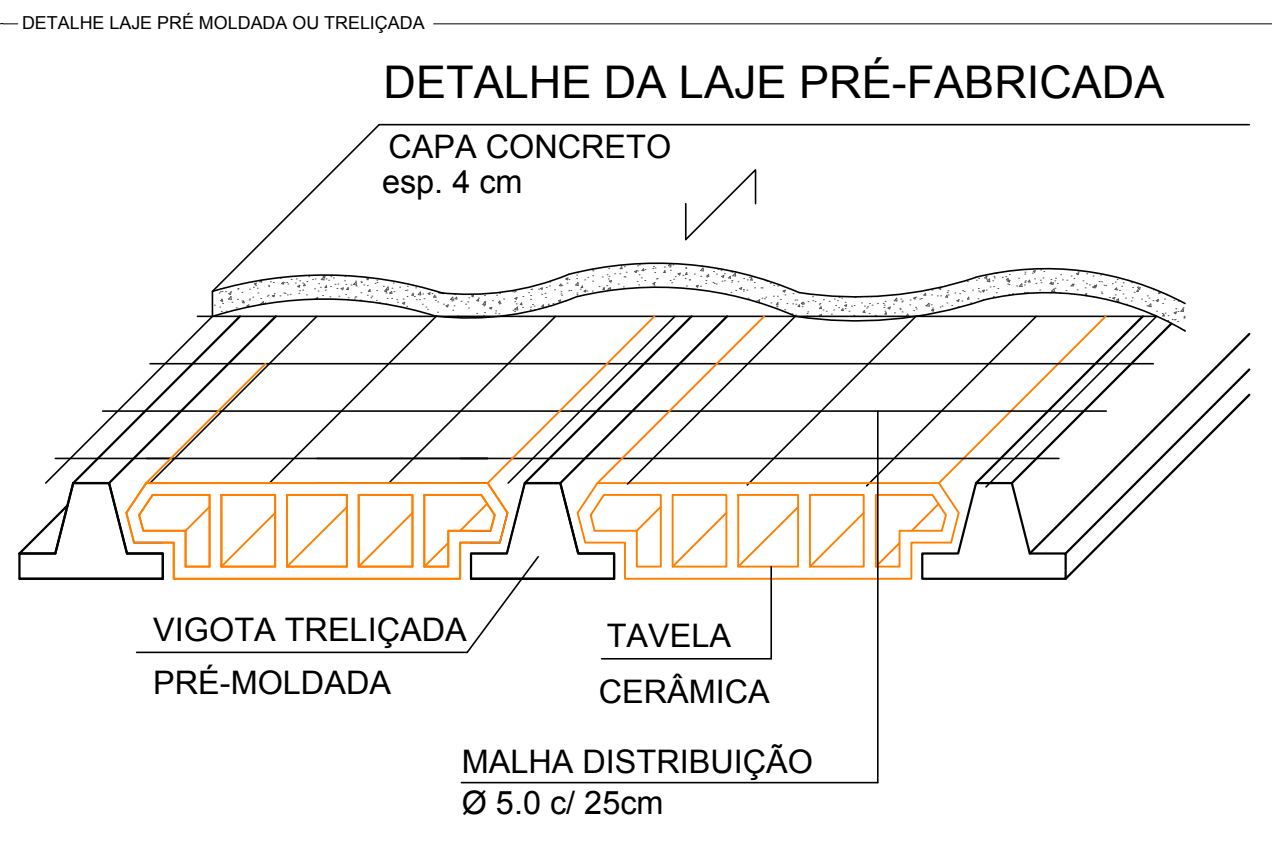 DETALHE LAJE PRÉ MOLDADA OU TRELIÇADA
DETALHE DA LAJE PRÉ-FABRICADA
CAPA CONCRETO
esp. 4 cm
VIGOTA TRELIÇADA
PRÉ-MOLDADA
TAVELA
CERÂMICA
MALHA DISTRIBUIÇÃO
Ø 5.0 c/ 25cm